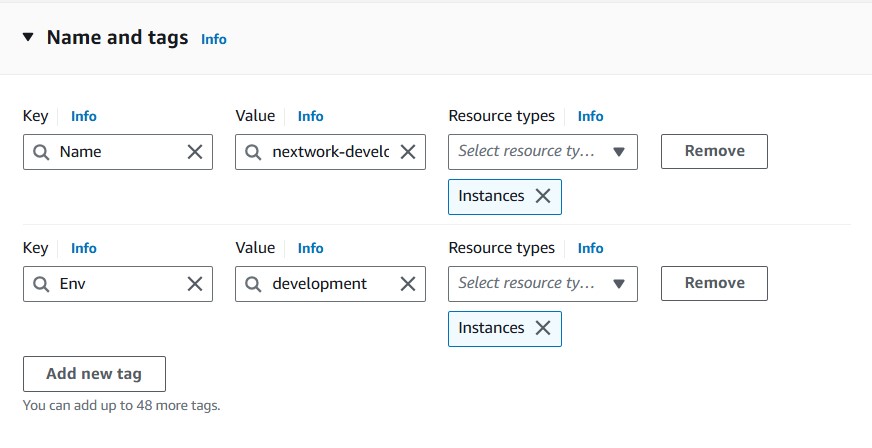 Name and tags Info
Key Info Value Info Resource types Info
Name nextwork-develc Select resource ty... Remove
Instances
Key Info Value Info Resource types Info
Env development Select resource ty... Remove
Instances
Add new tag
You can add up to 48 more tags.